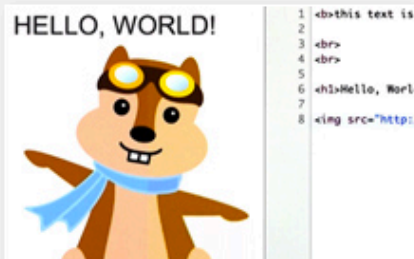 HELLO, WORLD!
1 <b>this text is
2
3 <br>
4 <br>
5
6 <h1>Hello, Worl
7
8 <img src="http: